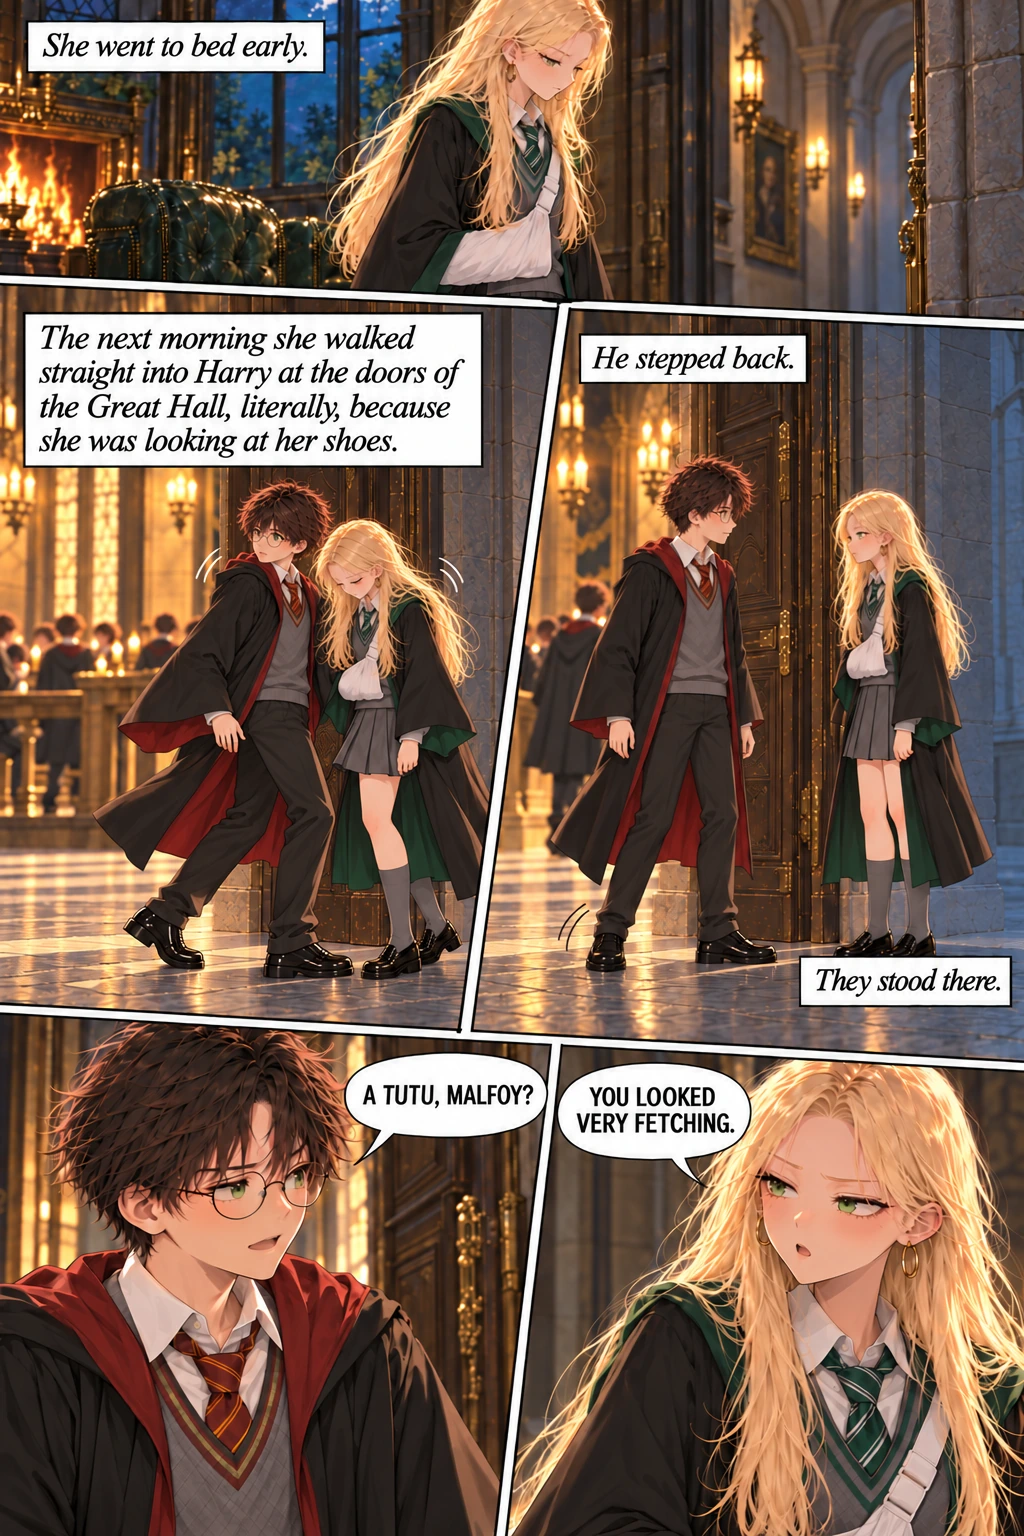 She went to bed early.
The next morning she walked
straight into Harry at the doors of
the Great Hall, literally, because
she was looking at her shoes.
He stepped back.
They stood there.
A TUTU, MALFOY?
YOU LOOKED
VERY FETCHING.